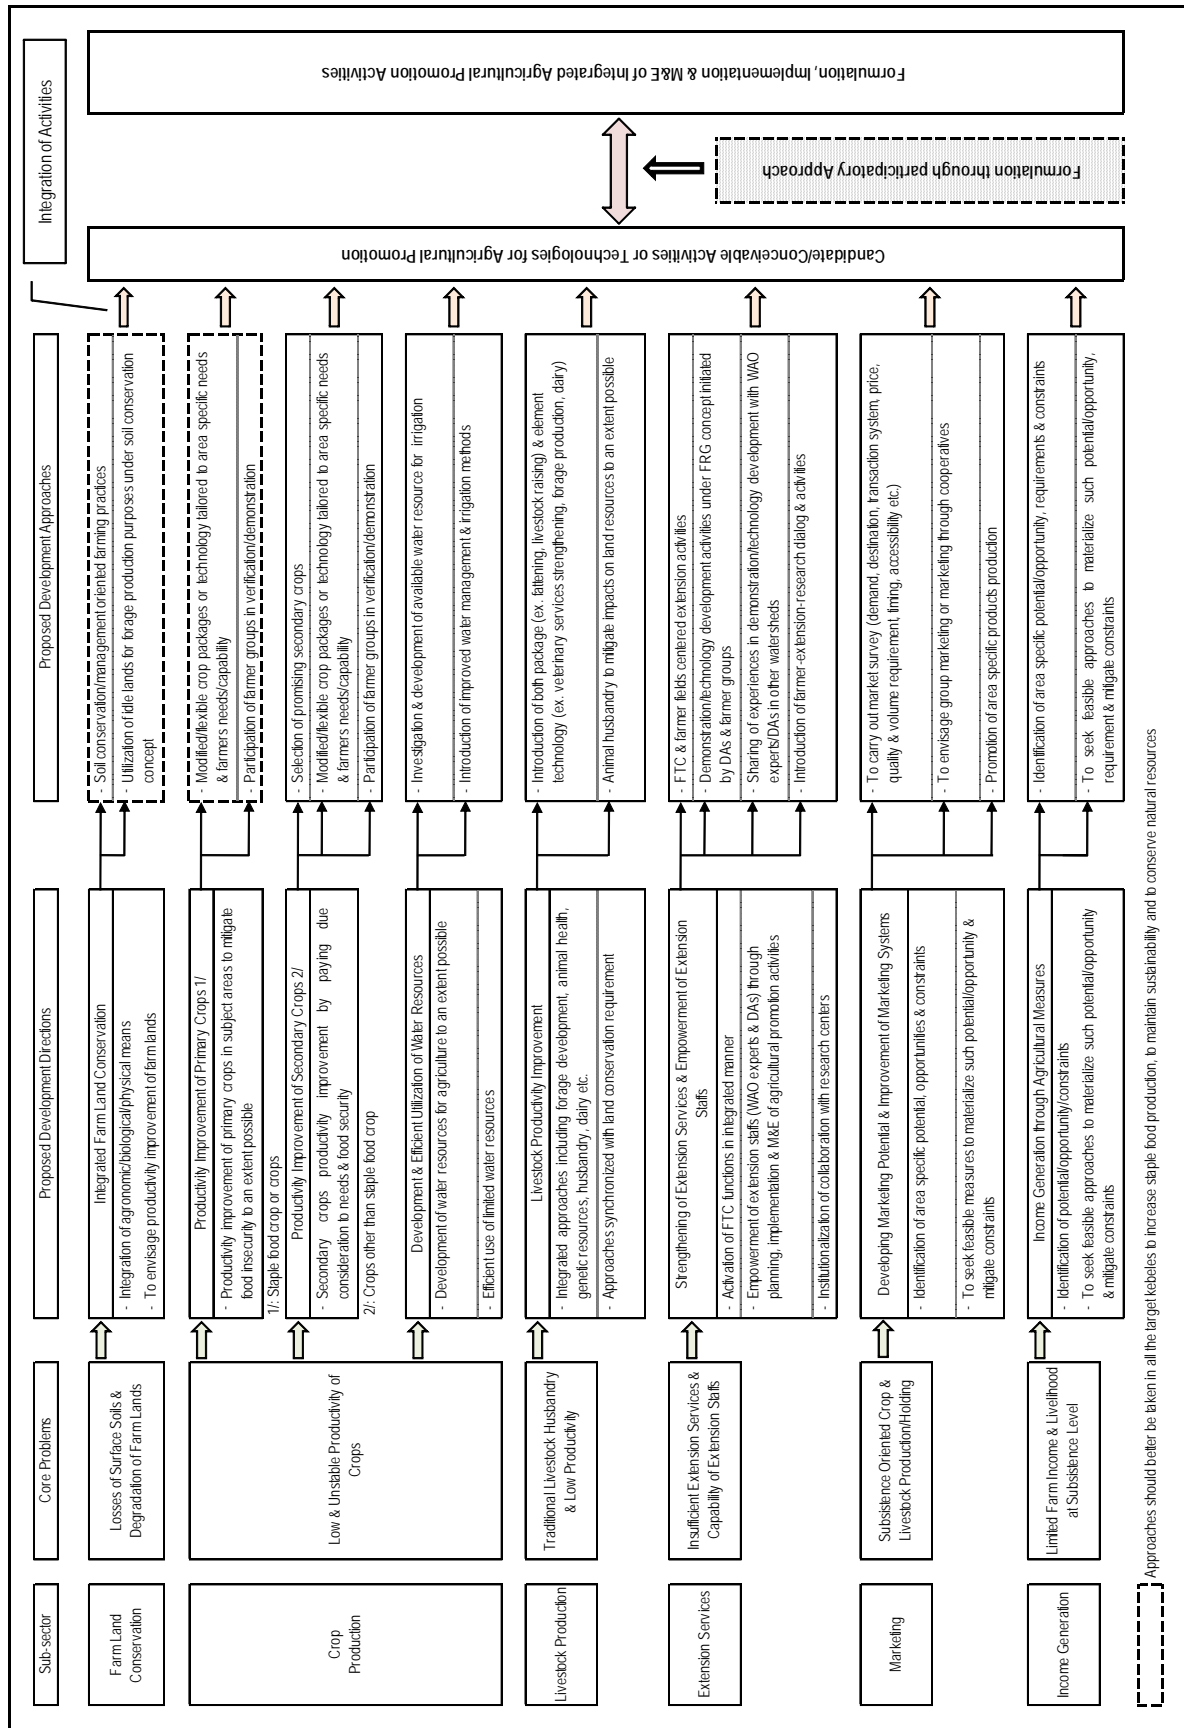 Sub-sector
Core Problems
Proposed Development Directions
Proposed Development Approaches
Integration of Activities
Farm Land
Conservation
Losses of Surface Soils &
Degradation of Farm Lands
Integrated Farm Land Conservation
- Integration of agronomic/biological/physical means
- To envisage productivity improvement of farm lands
- Soil conservation/management oriented farming practices
- Utilization of idle lands for forage production purposes under soil conservation
concept
Crop
Production
Low & Unstable Productivity of
Crops
Productivity Improvement of Primary Crops 1/
- Productivity improvement of primary crops in subject areas to mitigate
food insecurity to an extent possible
1/: Staple food crop or crops
- Modified/flexible crop packages or technology tailored to area specific needs
& farmers needs/capability
- Participation of farmer groups in verification/demonstration
Productivity Improvement of Secondary Crops 2/
- Secondary crops productivity improvement by paying due
consideration to needs & food security
2/: Crops other than staple food crop
- Selection of promising secondary crops
- Modified/flexible crop packages or technology tailored to area specific needs
& farmers needs/capability
- Participation of farmer groups in verification/demonstration
Development & Efficient Utilization of Water Resources
- Development of water resources for agriculture to an extent possible
- Efficient use of limited water resources
- Investigation & development of available water resource for irrigation
- Introduction of improved water management & irrigation methods
Livestock Production
Traditional Livestock Husbandry
& Low Productivity
Livestock Productivity Improvement
- Integrated approaches including forage development, animal health,
genetic resources, husbandry, dairy etc.
- Approaches synchronized with land conservation requirement
- Introduction of both package (ex. fattening, livestock raising) & element
technology (ex. veterinary services strengthening, forage production, dairy)
- Animal husbandry to mitigate impacts on land resources to an extent possible
Extension Services
Insufficient Extension Services &
Capability of Extension Staffs
Strengthening of Extension Services & Empowerment of Extension
Staffs
- Activation of FTC functions in integrated manner
- Empowerment of extension staffs (WAO experts & DAs) through
planning, implementation & M&E of agricultural promotion activities
- Institutionalization of collaboration with research centers
- FTC & farmer fields centered extension activities
- Demonstration/technology development activities under FRG concept initiated
by DAs & farmer groups
- Sharing of experiences in demonstration/technology development with WAO
experts/DAs in other watersheds
- Introduction of farmer-extension-research dialog & activities
Marketing
Subsistence Oriented Crop &
Livestock Production/Holding
Developing Marketing Potential & Improvement of Marketing Systems
- Identification of area specific potential, opportunities & constraints
- To seek feasible measures to materialize such potential/opportunity &
mitigate constraints
- To carry out market survey (demand, destination, transaction system, price,
quality & volume requirement, timing, accessibility etc.)
- To envisage group marketing or marketing through cooperatives
- Promotion of area specific products production
Income Generation
Limited Farm Income & Livelihood
at Subsistence Level
Income Generation through Agricultural Measures
- Identification of potential/opportunity/constraints
- To seek feasible approaches to materialize such potential/opportunity
& mitigate constraints
- Identification of area specific potential/opportunity, requirements & constraints
- To seek feasible approaches to materialize such potential/opportunity,
requirement & mitigate constraints
Candidate/Conceivable Activities or Technologies for Agricultural Promotion
Formulation through participatory Approach
Formulation, Implementation & M&E of Integrated Agricultural Promotion Activities
Approaches should better be taken in all the target kebeles to increase staple food production, to maintain sustainability and to conserve natural resources